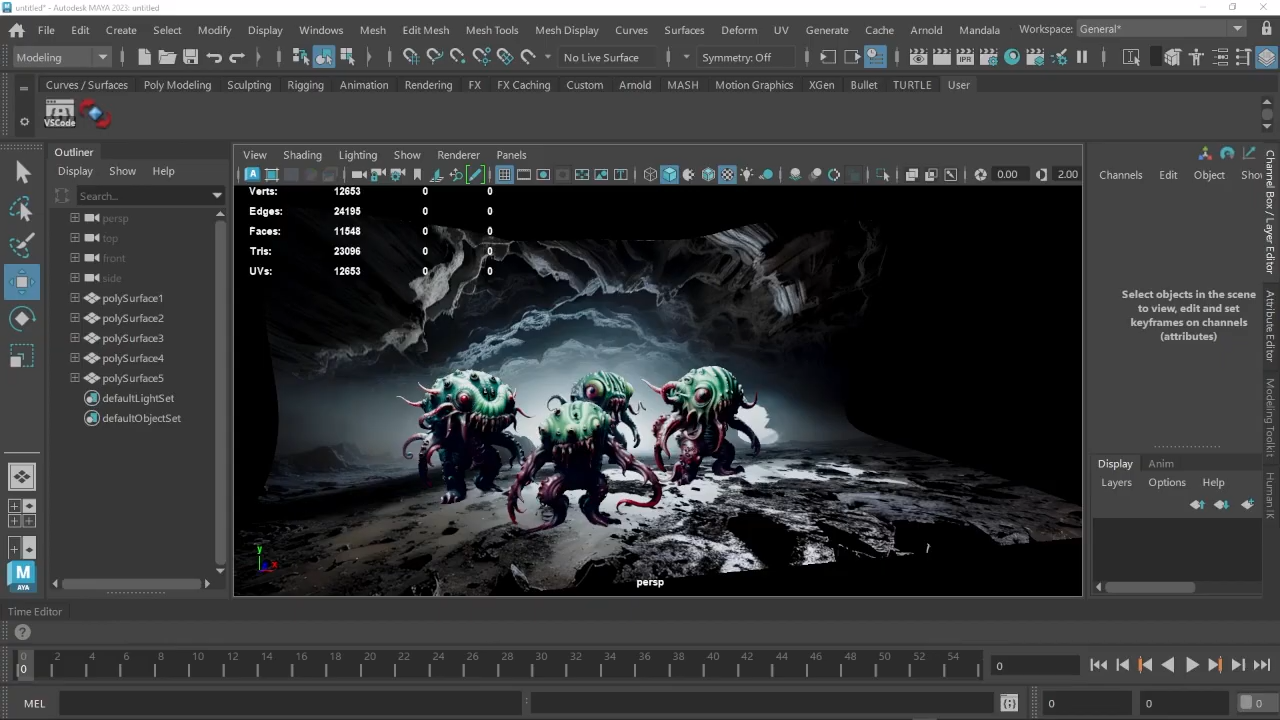 untitled* - Autodesk MAYA 2023: untitled
File Edit Create Select Modify Display Windows Mesh Edit Mesh Mesh Tools Mesh Display Curves Surfaces Deform UV Generate Cache Arnold Mandala Workspace: General*
Modeling No Live Surface Symmetry: Off IPR
Curves / Surfaces Poly Modeling Sculpting Rigging Animation Rendering FX FX Caching Custom Arnold MASH Motion Graphics XGen Bullet TURTLE User
VSCode
Outliner
Display Show Help
Search...
persp
top
front
side
polySurface1
polySurface2
polySurface3
polySurface4
polySurface5
defaultLightSet
defaultObjectSet
View Shading Lighting Show Renderer Panels
0.00 2.00
Verts: 12653 0 0
Edges: 24195 0 0
Faces: 11548 0 0
Tris: 23096 0 0
UVs: 12653 0 0
y
x
persp
Channels Edit Object Show
Select objects in the scene
to view, edit and set
keyframes on channels
(attributes)
Channel Box / Layer Editor
Attribute Editor
Modeling Toolkit
Human IK
Display Anim
Layers Options Help
M
AYA
Time Editor
0 2 4 6 8 10 12 14 16 18 20 22 24 26 28 30 32 34 36 38 40 42 44 46 48 50 52 54
0
0
MEL
0 0 0